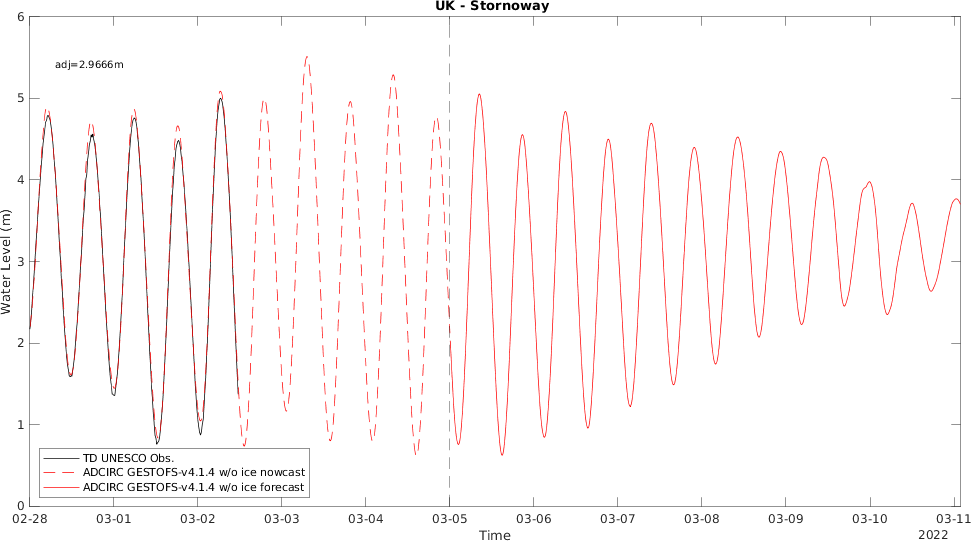 UK - Stornoway
adj=2.9666m
Water Level (m)
6
5
4
3
2
1
0
TD UNESCO Obs.
ADCIRC GESTOFS-v4.1.4 w/o ice nowcast
ADCIRC GESTOFS-v4.1.4 w/o ice forecast
02-28 03-01 03-02 03-03 03-04 03-05 03-06 03-07 03-08 03-09 03-10 03-11
Time
2022